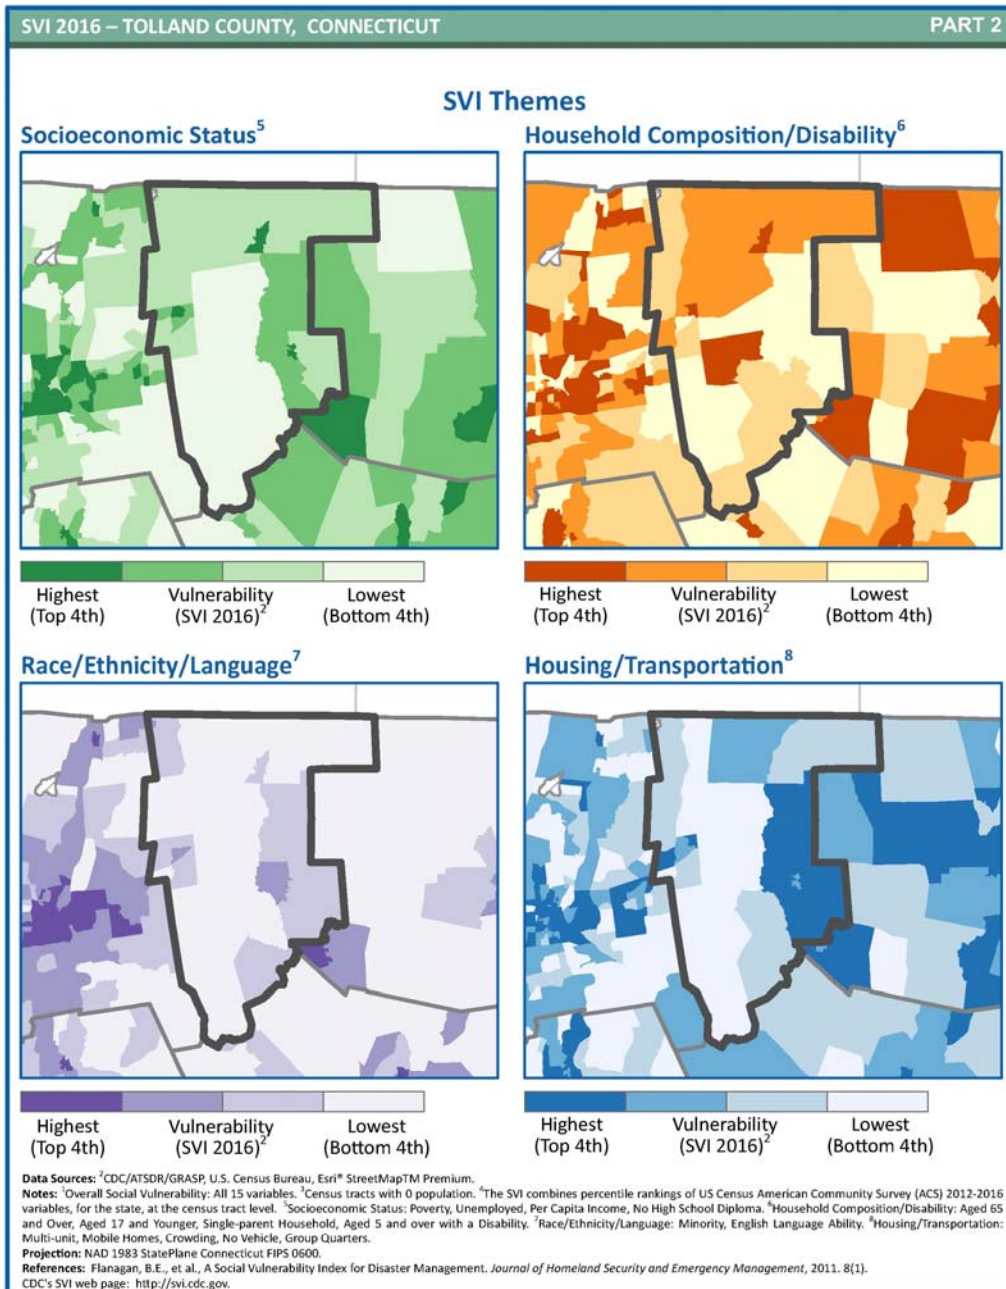 SVI 2016 – TOLLAND COUNTY, CONNECTICUT PART 2
SVI Themes
Socioeconomic Status5
Household Composition/Disability6
Highest (Top 4th)
Vulnerability (SVI 2016)2
Lowest (Bottom 4th)
Highest (Top 4th)
Vulnerability (SVI 2016)2
Lowest (Bottom 4th)
Race/Ethnicity/Language7
Housing/Transportation8
Highest (Top 4th)
Vulnerability (SVI 2016)2
Lowest (Bottom 4th)
Highest (Top 4th)
Vulnerability (SVI 2016)2
Lowest (Bottom 4th)
Data Sources: 2CDC/ATSDR/GRASP, U.S. Census Bureau, Esri® StreetMapTM Premium.
Notes: 1Overall Social Vulnerability: All 15 variables. 3Census tracts with 0 population. 4The SVI combines percentile rankings of US Census American Community Survey (ACS) 2012-2016
variables, for the state, at the census tract level. 5Socioeconomic Status: Poverty, Unemployed, Per Capita Income, No High School Diploma. 6Household Composition/Disability: Aged 65
and Over, Aged 17 and Younger, Single-parent Household, Aged 5 and over with a Disability. 7Race/Ethnicity/Language: Minority, English Language Ability. 8Housing/Transportation:
Multi-unit, Mobile Homes, Crowding, No Vehicle, Group Quarters.
Projection: NAD 1983 StatePlane Connecticut FIPS 0600.
References: Flanagan, B.E., et al., A Social Vulnerability Index for Disaster Management. Journal of Homeland Security and Emergency Management, 2011. 8(1).
CDC's SVI web page: http://svi.cdc.gov.